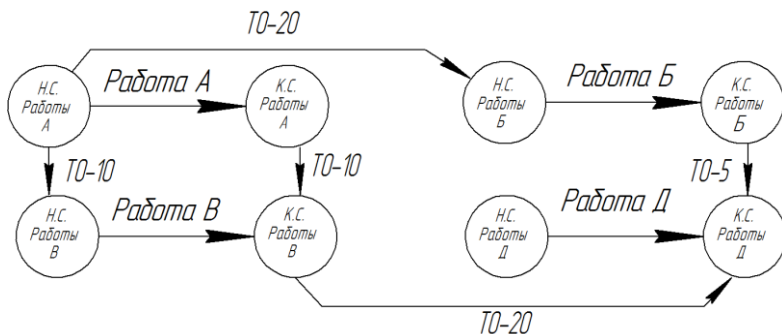 ТО-20
Н.С.
Работы
А
Работа А
К.С.
Работы
А
Н.С.
Работы
Б
Работа Б
К.С.
Работы
Б
ТО-10
ТО-10
ТО-5
Н.С.
Работы
В
Работа В
К.С.
Работы
В
Н.С.
Работы
Д
Работа Д
К.С.
Работы
Д
ТО-20